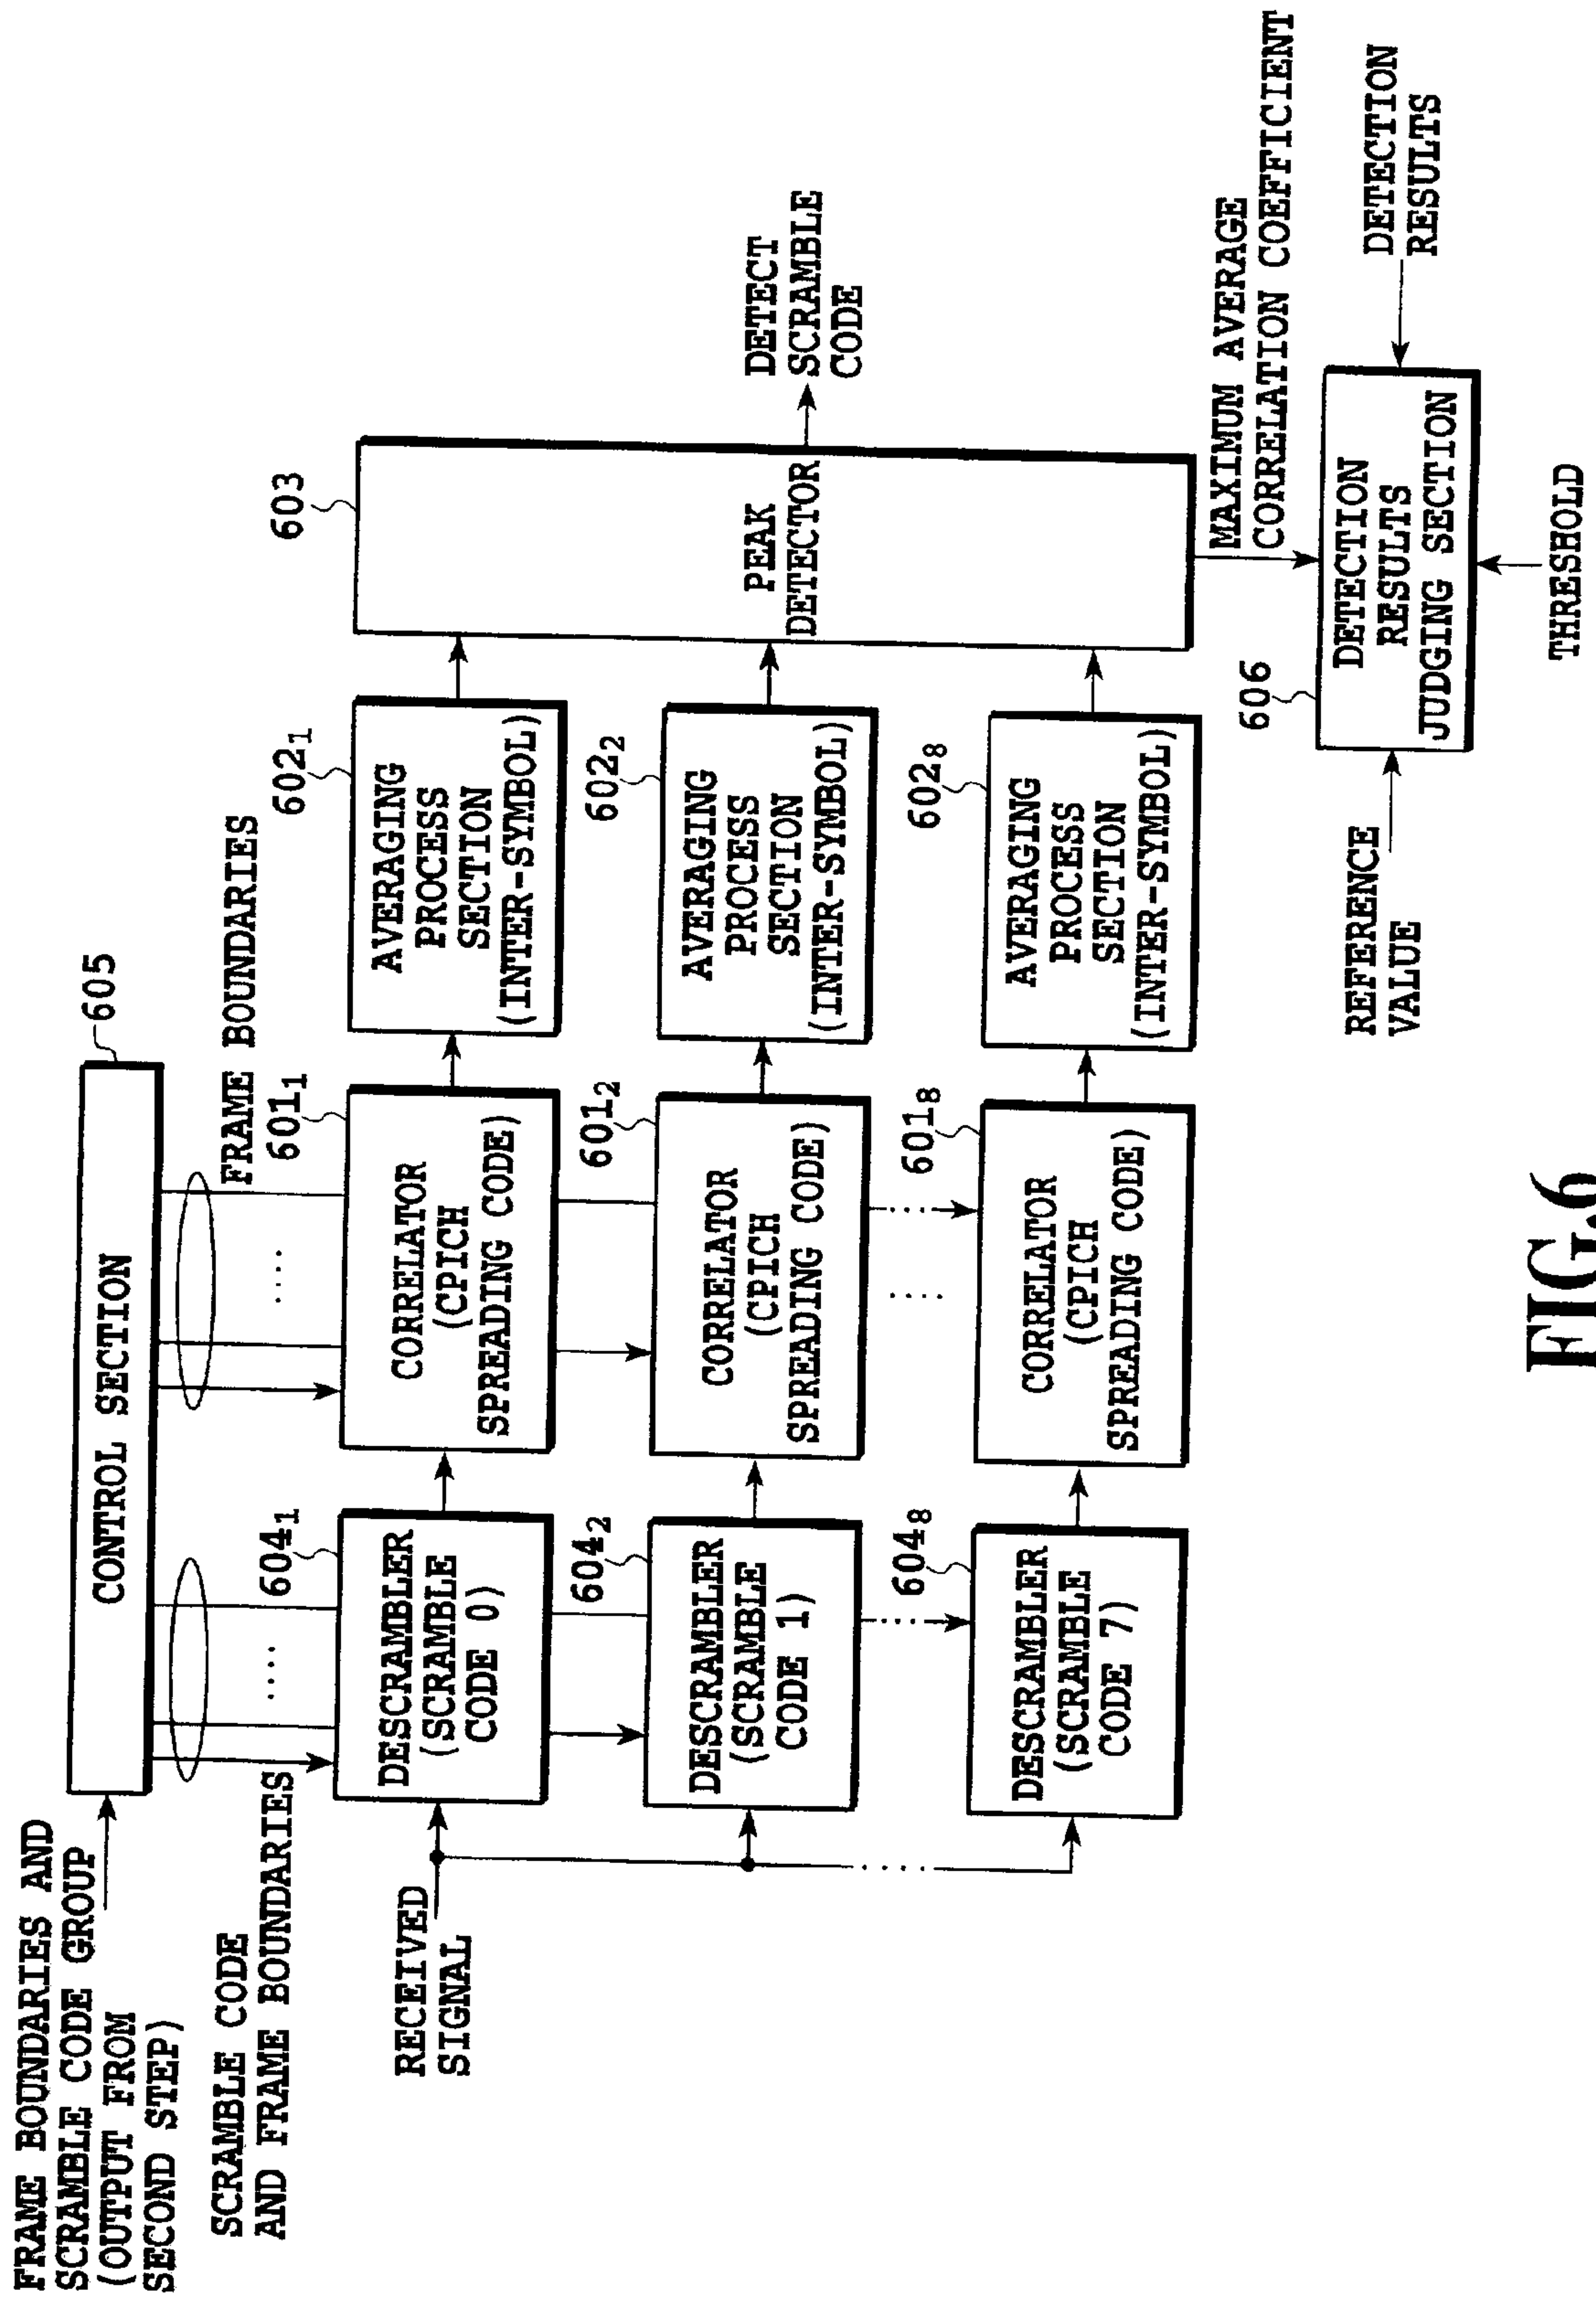 FRAME BOUNDARIES AND
SCRAMBLE CODE GROUP
(OUTPUT FROM
SECOND STEP)
CONTROL SECTION
605
SCRAMBLE CODE
AND FRAME BOUNDARIES
FRAME BOUNDARIES
RECEIVED
SIGNAL
604₁
DESCRAMBLER
(SCRAMBLE
CODE 0)
601₁
CORRELATOR
(CPICH
SPREADING CODE)
602₁
AVERAGING
PROCESS
SECTION
(INTER-SYMBOL)
603
PEAK
DETECTOR
DETECT
SCRAMBLE
CODE
604₂
DESCRAMBLER
(SCRAMBLE
CODE 1)
601₂
CORRELATOR
(CPICH
SPREADING CODE)
602₂
AVERAGING
PROCESS
SECTION
(INTER-SYMBOL)
604₈
DESCRAMBLER
(SCRAMBLE
CODE 7)
601₈
CORRELATOR
(CPICH
SPREADING CODE)
602₈
AVERAGING
PROCESS
SECTION
(INTER-SYMBOL)
MAXIMUM AVERAGE
CORRELATION COEFFICIENT
606
DETECTION
RESULTS
JUDGING SECTION
REFERENCE
VALUE
DETECTION
RESULTS
THRESHOLD
FIG.6